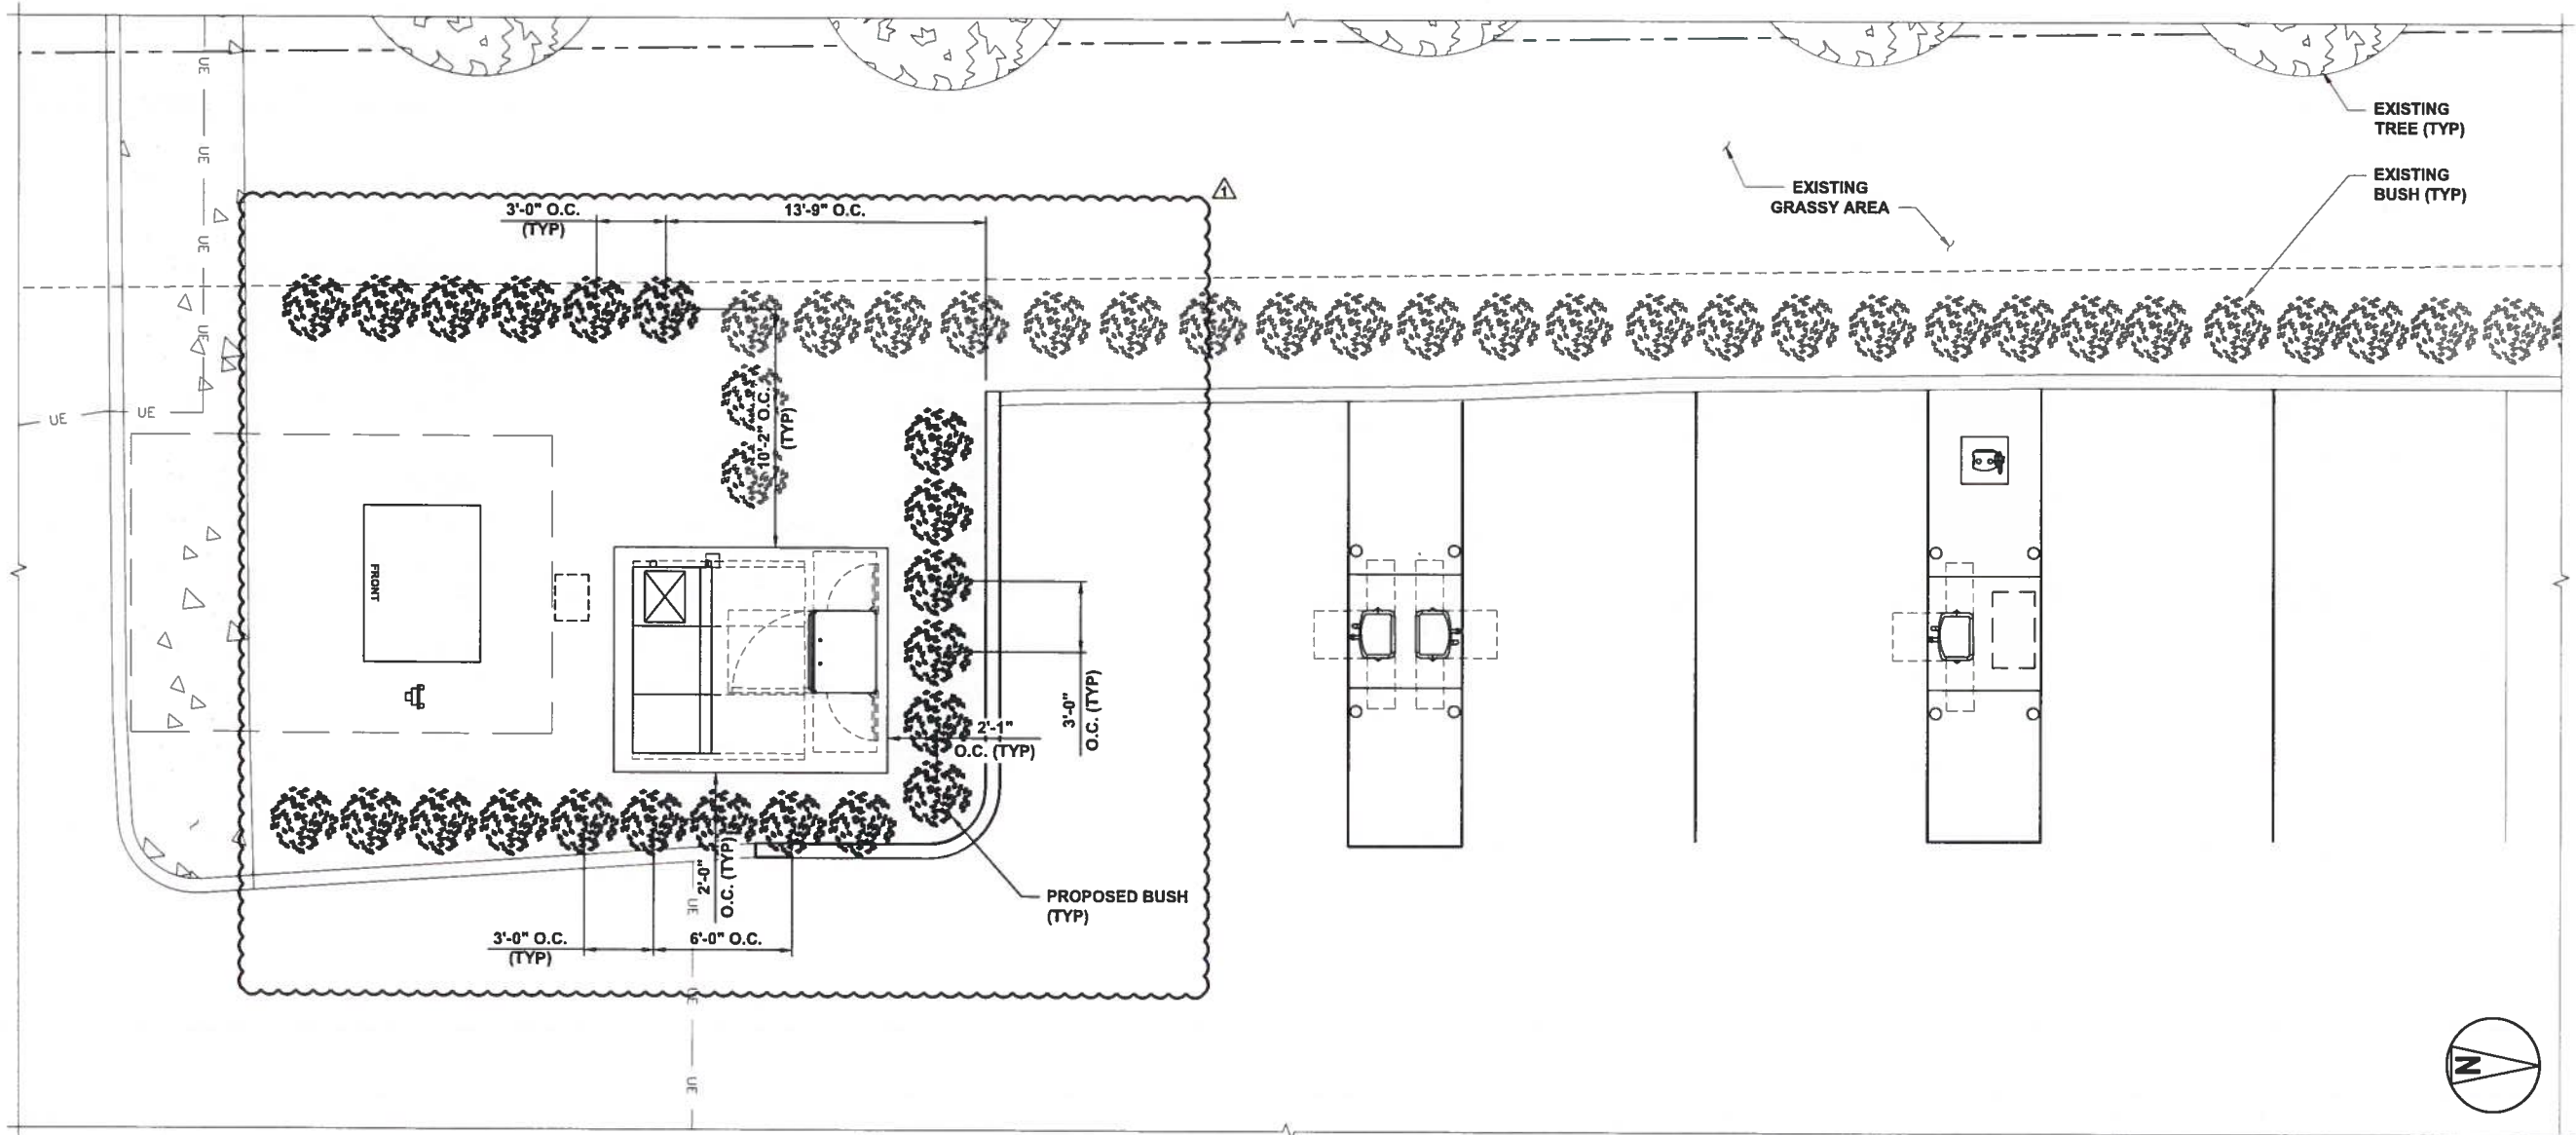 UE
UE
UE
UE
UE
UE
EXISTING
TREE (TYP)
EXISTING
BUSH (TYP)
EXISTING
GRASSY AREA
1
3'-0" O.C.
(TYP)
13'-9" O.C.
10'-2" O.C.
(TYP)
FRONT
3'-0"
O.C. (TYP)
2'-1"
O.C. (TYP)
2'-0"
O.C. (TYP)
PROPOSED BUSH
(TYP)
3'-0" O.C.
(TYP)
6'-0" O.C.
UE
UE
UE
N